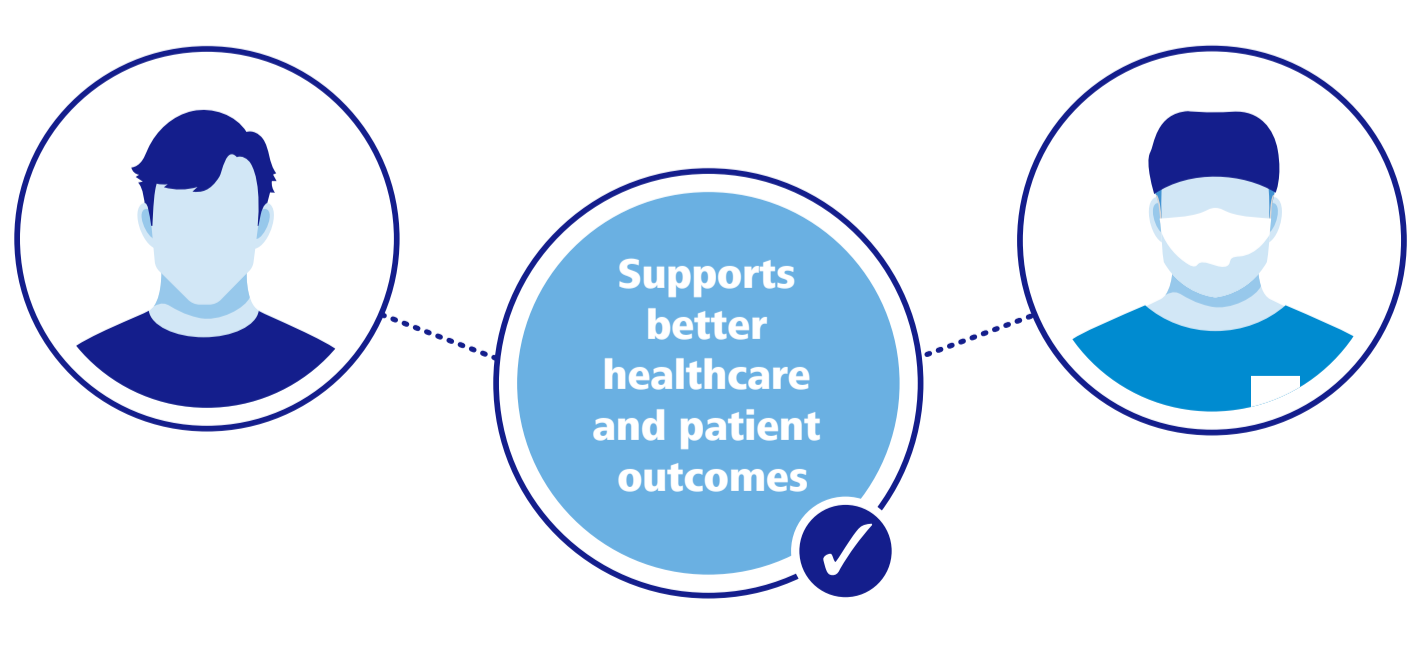 Supports
better
healthcare
and patient
outcomes